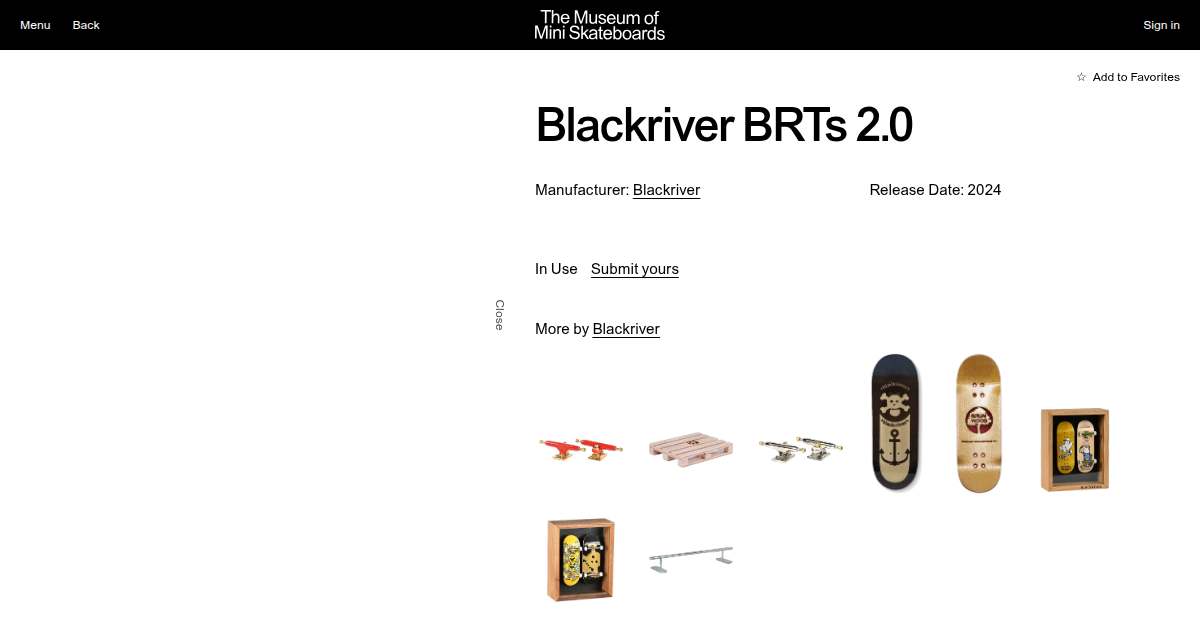 Menu
Back
The Museum of
Mini Skateboards
Sign in
☆ Add to Favorites
Blackriver BRTs 2.0
Manufacturer: Blackriver
Release Date: 2024
In Use
Submit yours
Close
More by Blackriver